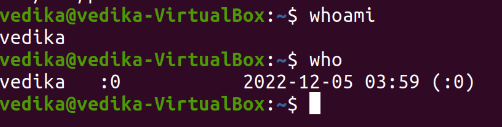 vedika@vedika-VirtualBox:~$ whoami
vedika
vedika@vedika-VirtualBox:~$ who
vedika   :0           2022-12-05 03:59 (:0)
vedika@vedika-VirtualBox:~$